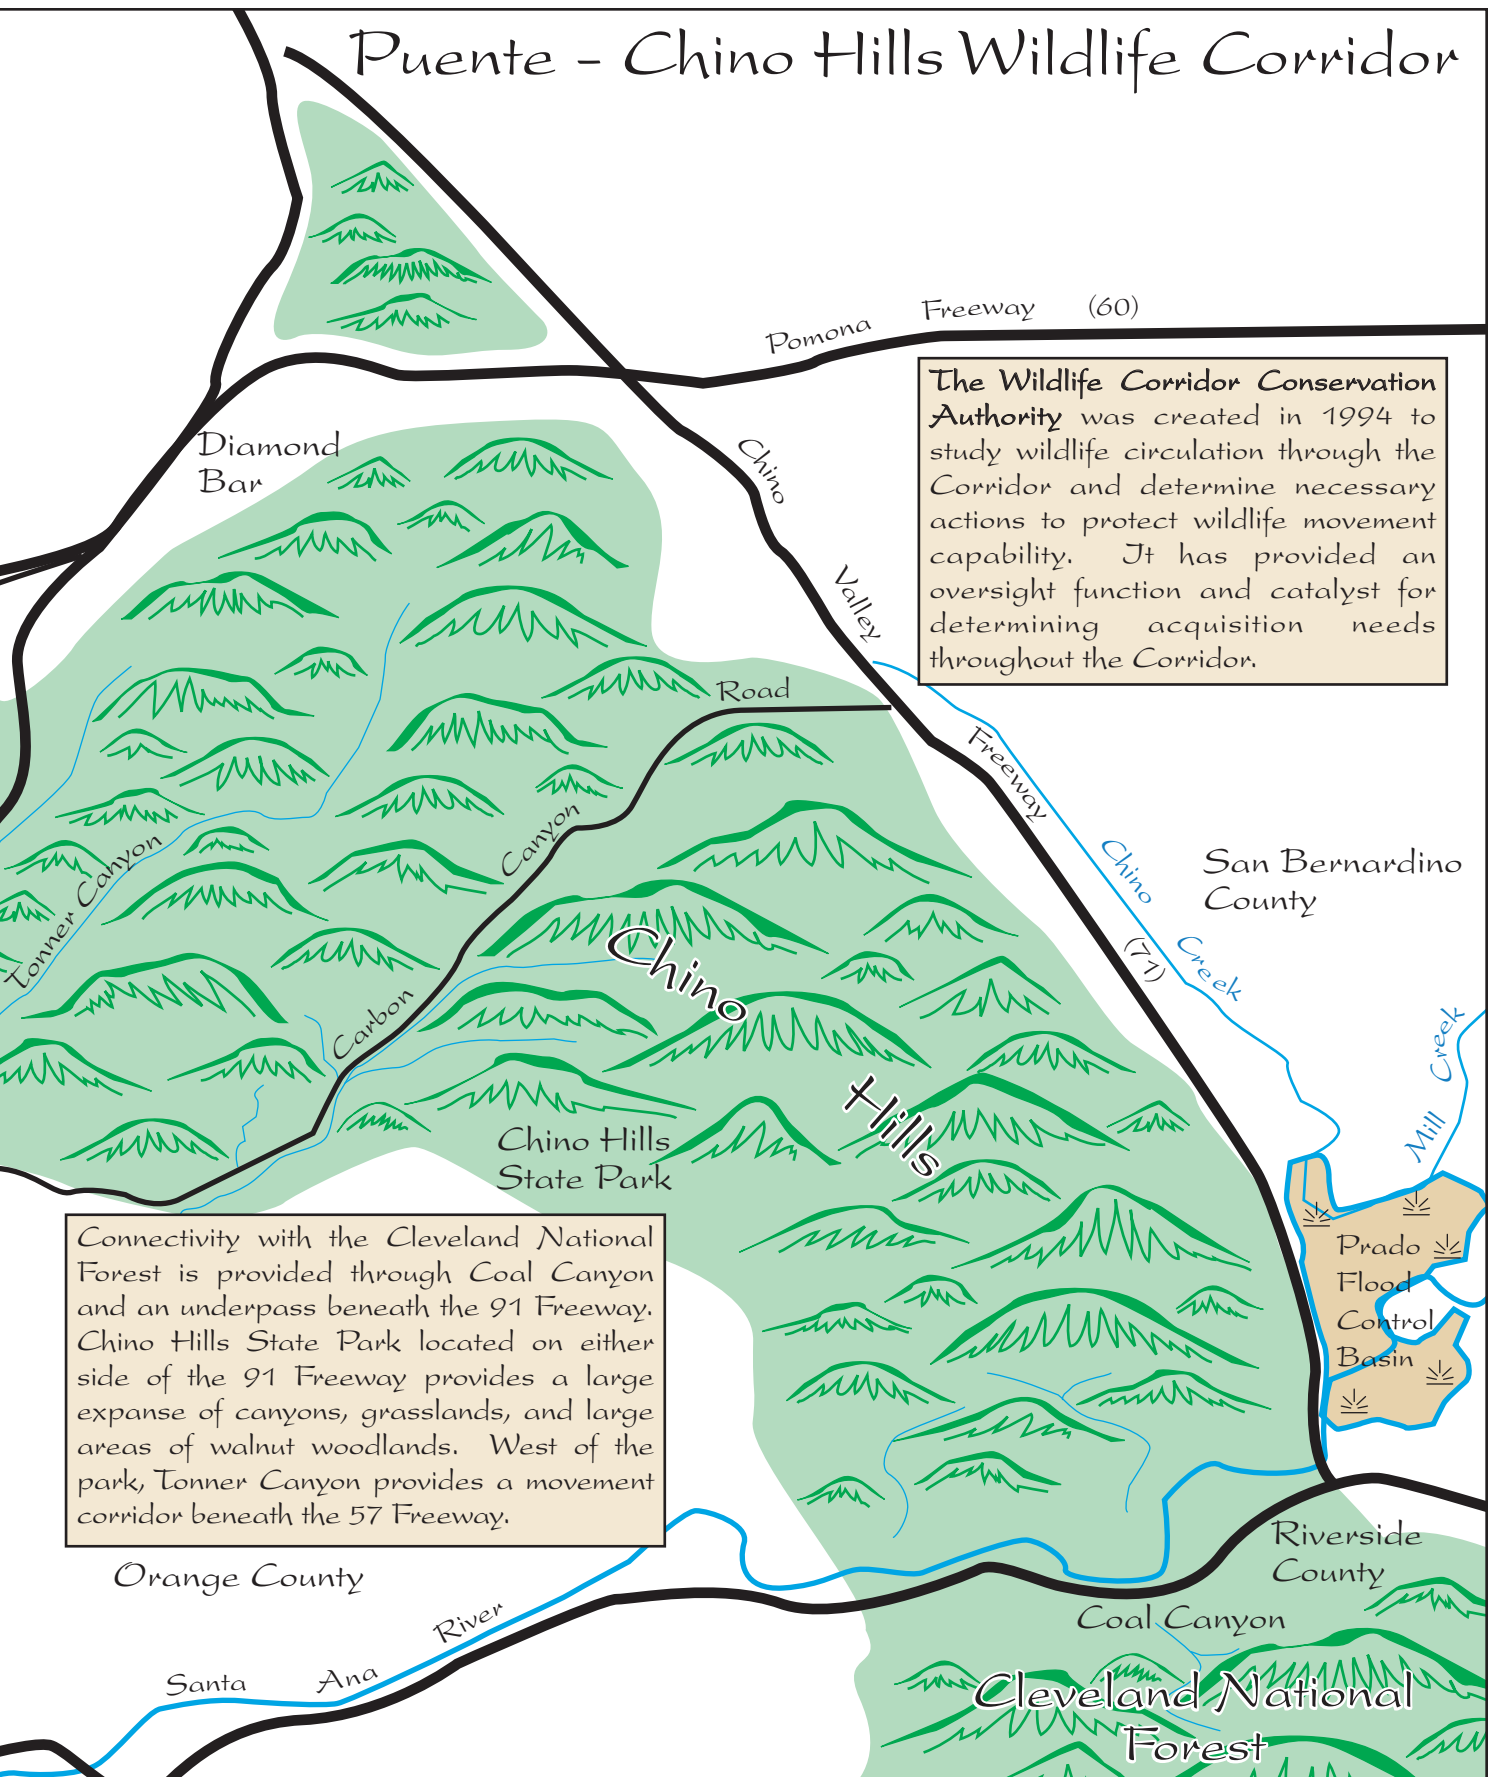 Puente - Chino Hills Wildlife Corridor
Pomona Freeway (60)
The Wildlife Corridor Conservation
Authority was created in 1994 to
study wildlife circulation through the
Corridor and determine necessary
actions to protect wildlife movement
capability. It has provided an
oversight function and catalyst for
determining acquisition needs
throughout the Corridor.
Diamond
Bar
Chino Valley Freeway (71)
Road
Canyon
Carbon
Tonner Canyon
Chino Creek
San Bernardino
County
Chino
Hills
Mill Creek
Chino Hills
State Park
Prado
Flood
Control
Basin
Connectivity with the Cleveland National
Forest is provided through Coal Canyon
and an underpass beneath the 91 Freeway.
Chino Hills State Park located on either
side of the 91 Freeway provides a large
expanse of canyons, grasslands, and large
areas of walnut woodlands. West of the
park, Tonner Canyon provides a movement
corridor beneath the 57 Freeway.
Orange County
Riverside
County
Santa Ana River
Coal Canyon
Cleveland National
Forest